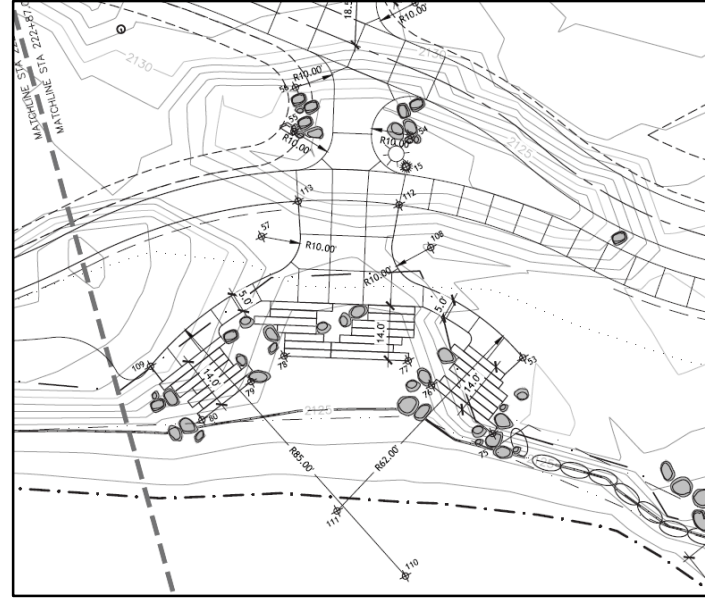 18.5
R10.00'
MATCHLINE STA 222+87.0
MATCHLINE STA 222+87.0
2130
2130
R10.00'
56
55
R10.00'
R10.00'
54
15
2125
113
112
57
108
R10.00'
R10.00'
5.0'
5.0'
14.0'
109
14.0'
78
77
53
14.0'
79
76
80
2125
75
R85.00'
R62.00'
111
110